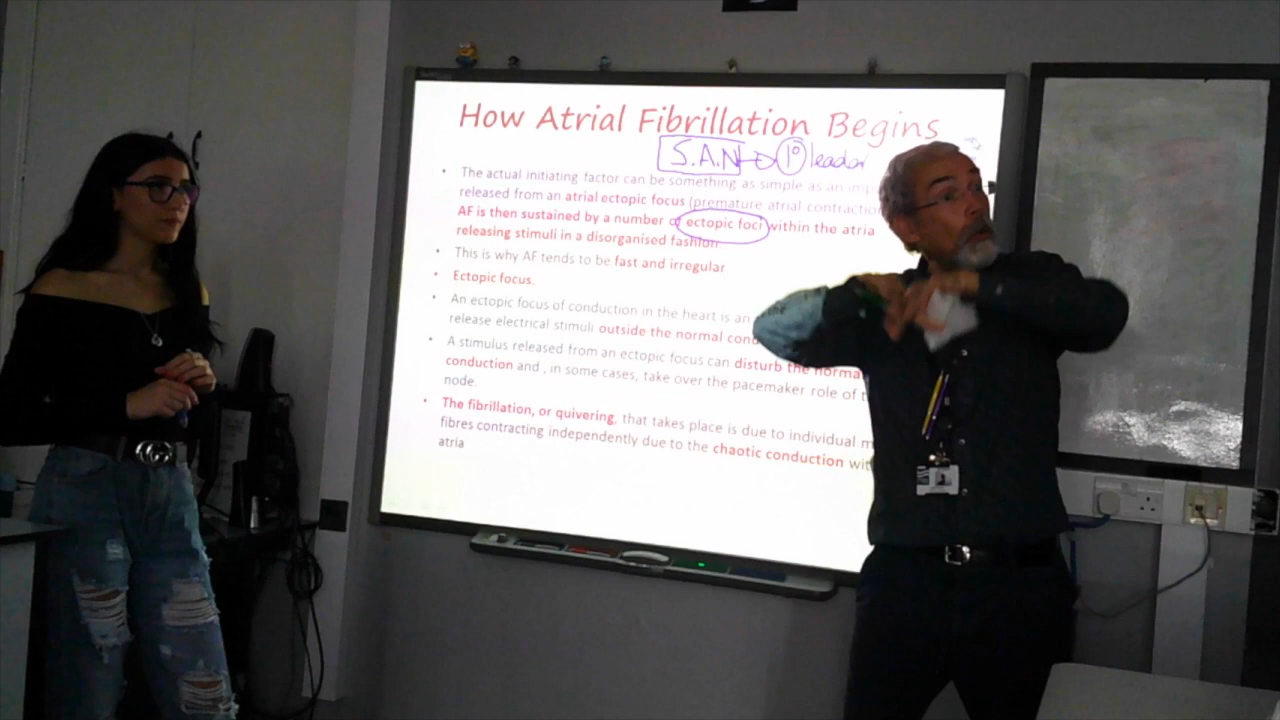 How Atrial Fibrillation Begins
S.A.N → 1° leader
• The actual initiating factor can be something as simple as an
released from an atrial ectopic focus (premature atrial contraction
AF is then sustained by a number of ectopic foci within the atria
releasing stimuli in a disorganised fashion
• This is why AF tends to be fast and irregular
• Ectopic focus.
• An ectopic focus of conduction in the heart is an
release electrical stimuli outside the normal
• A stimulus released from an ectopic focus can disturb the
conduction and , in some cases, take over the pacemaker role of
node.
• The fibrillation, or quivering, that takes place is due to individual
fibres contracting independently due to the chaotic conduction
atria